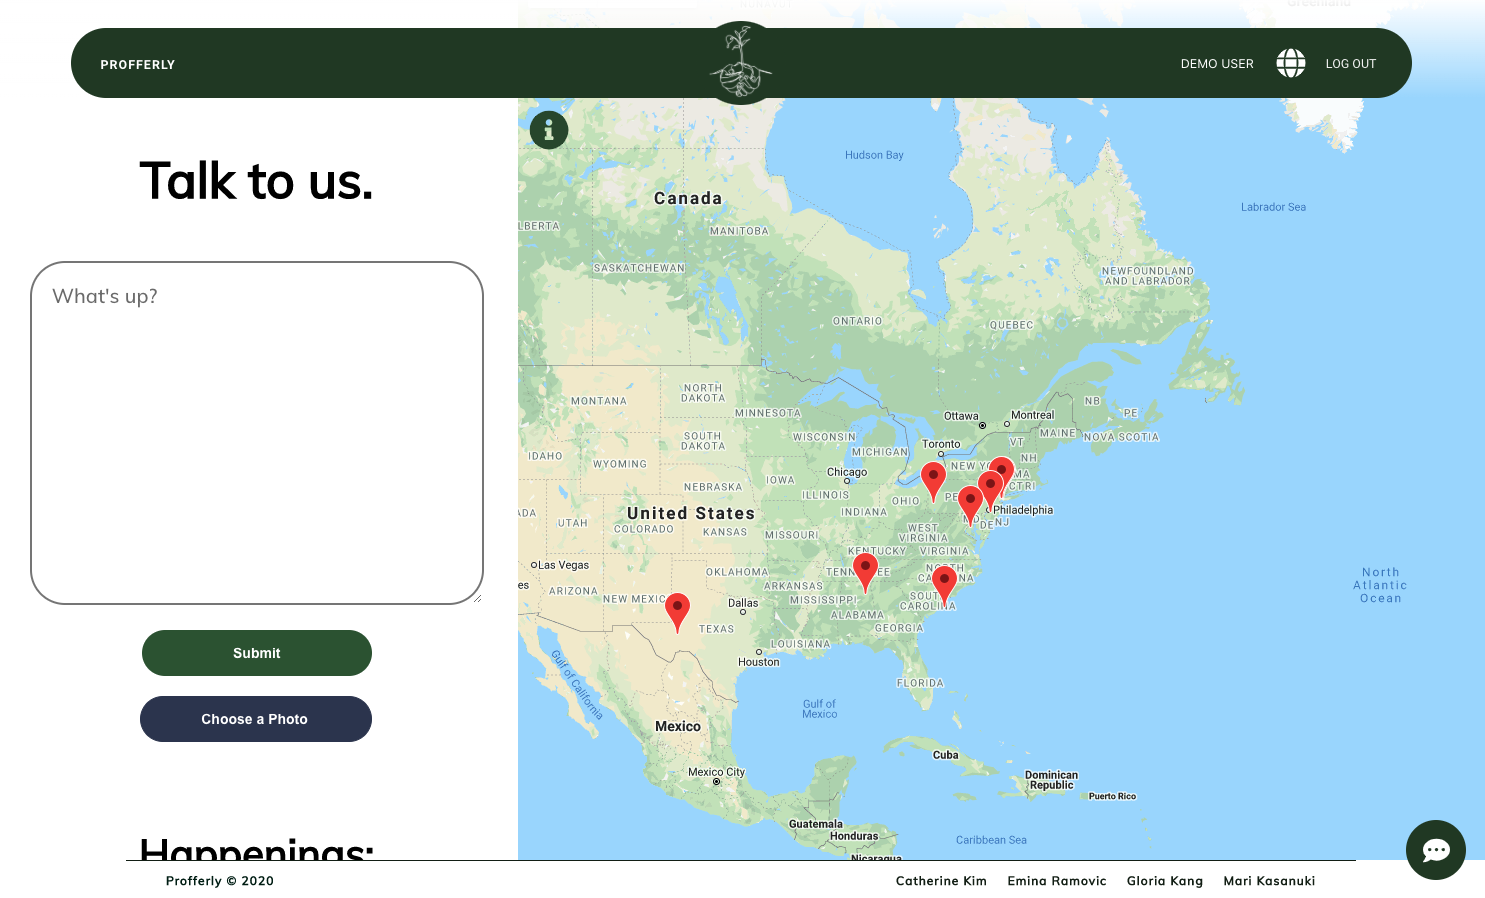 PROFFERLY
DEMO USER
LOG OUT
Talk to us.
What's up?
Submit
Choose a Photo
Happenings:
Greenland
Hudson Bay
Labrador Sea
Canada
LBERTA
MANITOBA
SASKATCHEWAN
NEWFOUNDLAND
AND LABRADOR
ONTARIO
QUEBEC
NORTH
DAKOTA
MONTANA
MINNESOTA
NB
PE
Ottawa
Montreal
MAINE
NOVA SCOTIA
SOUTH
DAKOTA
WISCONSIN
Toronto
VT
MICHIGAN
NH
IDAHO
WYOMING
Chicago
NEW YO
MA
IOWA
NEBRASKA
ILLINOIS
OHIO
PE
CT RI
INDIANA
United States
Philadelphia
ADA
UTAH
COLORADO
KANSAS
MISSOURI
WEST
VIRGINIA
MD
DE
NJ
KENTUCKY
VIRGINIA
Las Vegas
OKLAHOMA
TENN
EE
NORTH
CA
NA
es
ARIZONA
NEW MEXIC
ARKANSAS
MISSISSIPPI
SOUTH
CAROLINA
Dallas
ALABAMA
TEXAS
GEORGIA
LOUISIANA
Houston
Gulf of California
FLORIDA
Gulf of
Mexico
Mexico
North
Atlantic
Ocean
Cuba
Mexico City
Dominican
Republic
Puerto Rico
Guatemala
Honduras
Caribbean Sea
Nicaragua
Profferly © 2020
Catherine Kim
Emina Ramovic
Gloria Kang
Mari Kasanuki